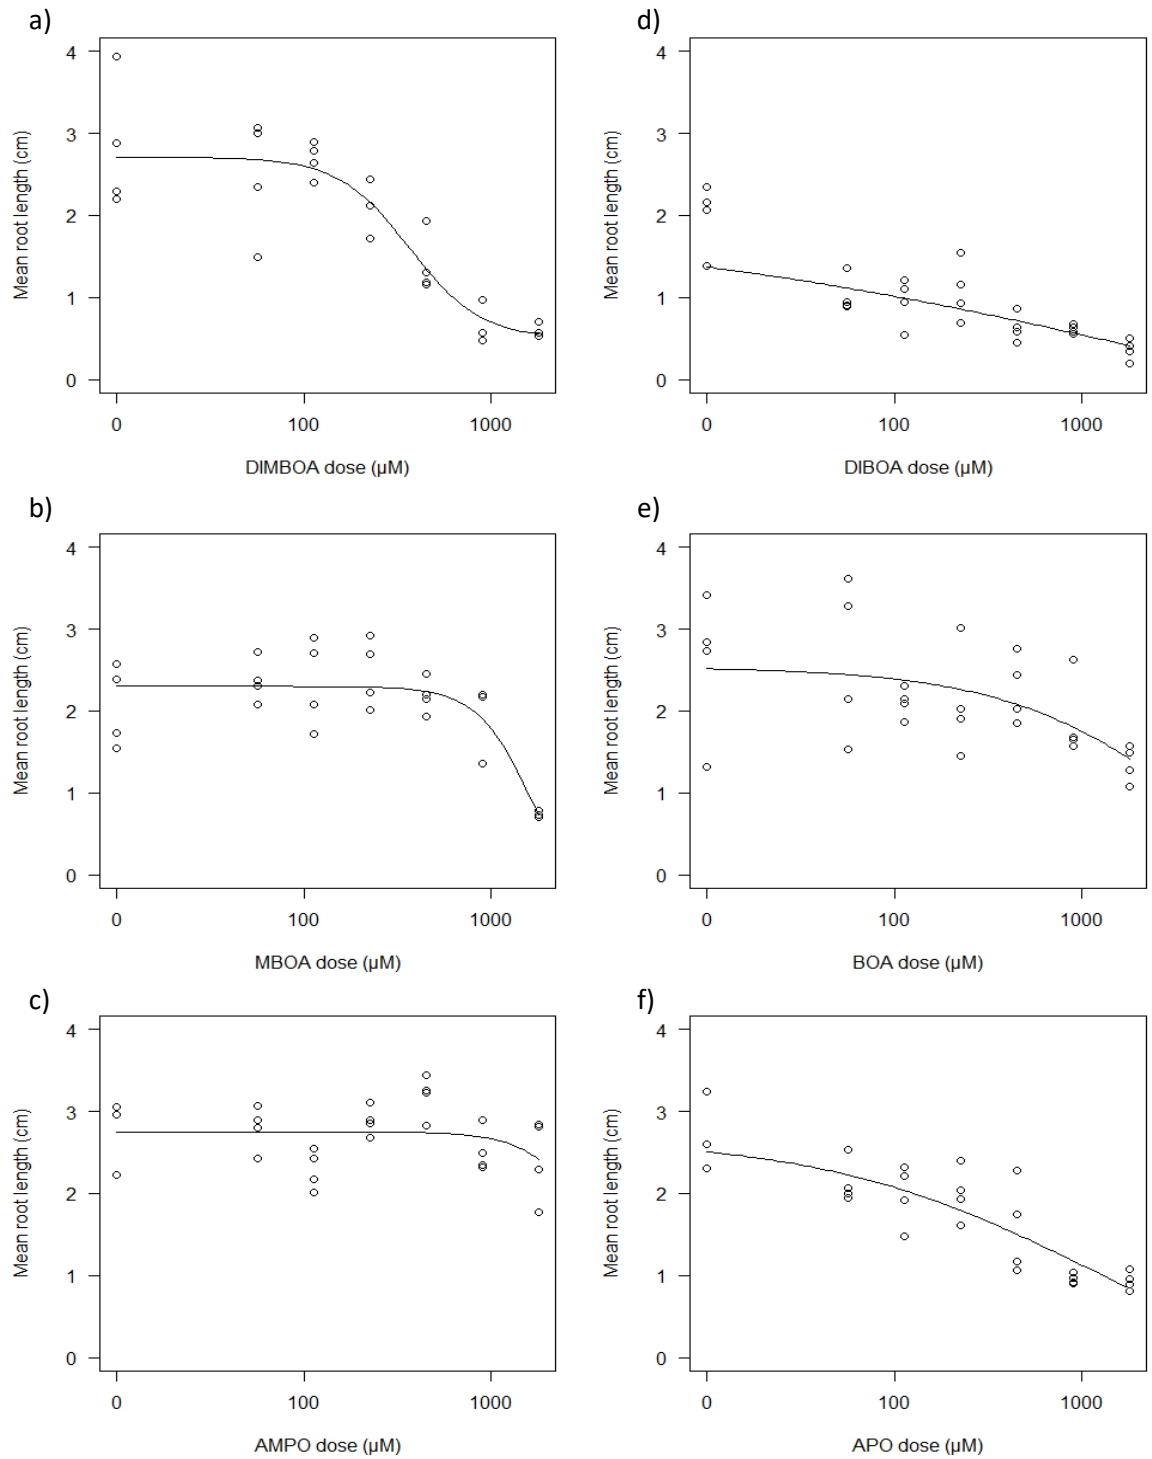 a)
4
3
2
1
0
Mean root length (cm)
0 100 1000
DIMBOA dose (µM)
d)
4
3
2
1
0
Mean root length (cm)
0 100 1000
DIBOA dose (µM)
b)
4
3
2
1
0
Mean root length (cm)
0 100 1000
MBOA dose (µM)
e)
4
3
2
1
0
Mean root length (cm)
0 100 1000
BOA dose (µM)
c)
4
3
2
1
0
Mean root length (cm)
0 100 1000
AMPO dose (µM)
f)
4
3
2
1
0
Mean root length (cm)
0 100 1000
APO dose (µM)